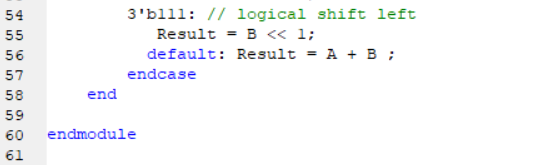 54 3'b111: // logical shift left
55 Result = B << 1;
56 default: Result = A + B ;
57 endcase
58 end
59
60 endmodule
61